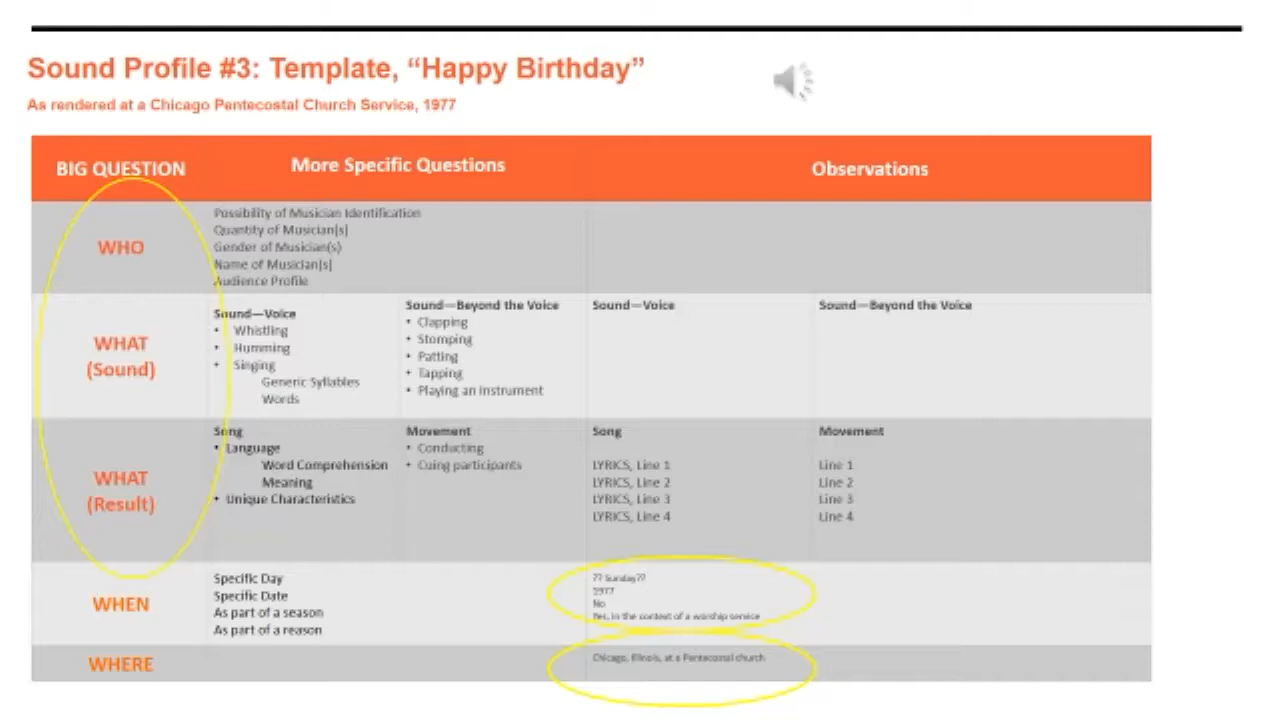 Sound Profile #3: Template, “Happy Birthday”
As rendered at a Chicago Pentecostal Church Service, 1977
BIG QUESTION
More Specific Questions
Observations
WHO
Possibility of Musician Identification
Quantity of Musician(s)
Gender of Musician(s)
Name of Musician(s)
Audience Profile
WHAT
(Sound)
Sound—Voice
• Whistling
• Humming
• Singing
Generic Syllables
Words
Sound—Beyond the Voice
• Clapping
• Stomping
• Patting
• Tapping
• Playing an Instrument
Sound—Voice
Sound—Beyond the Voice
WHAT
(Result)
Song
• Language
Word Comprehension
Meaning
• Unique Characteristics
Movement
• Conducting
• Cuing participants
Song
LYRICS, Line 1
LYRICS, Line 2
LYRICS, Line 3
LYRICS, Line 4
Movement
Line 1
Line 2
Line 3
Line 4
WHEN
Specific Day
Specific Date
As part of a season
As part of a reason
?? Sunday??
1977
No
Yes, in the context of a worship service
WHERE
Chicago, Illinois, at a Pentecostal church